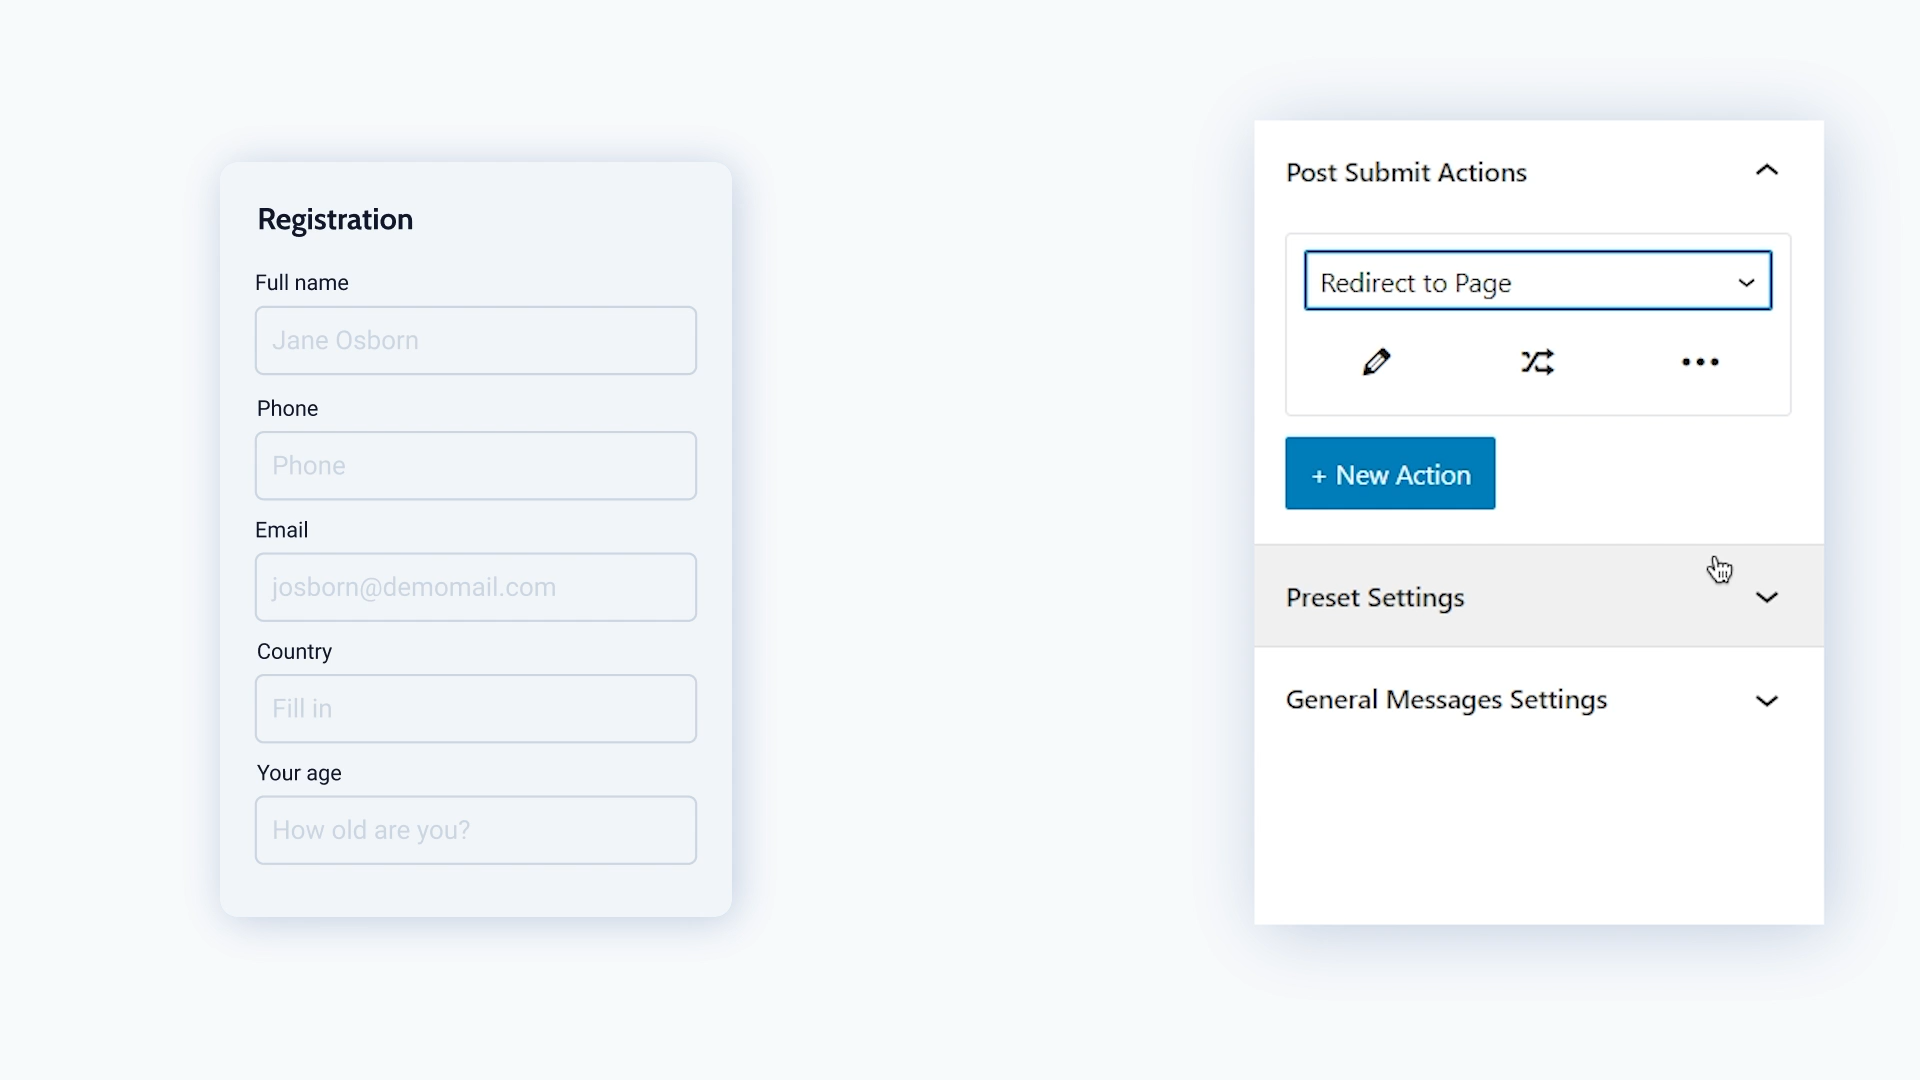 Registration
Full name
Jane Osborn
Phone
Phone
Email
josborn@demomail.com
Country
Fill in
Your age
How old are you?
Post Submit Actions
Redirect to Page
+ New Action
Preset Settings
General Messages Settings